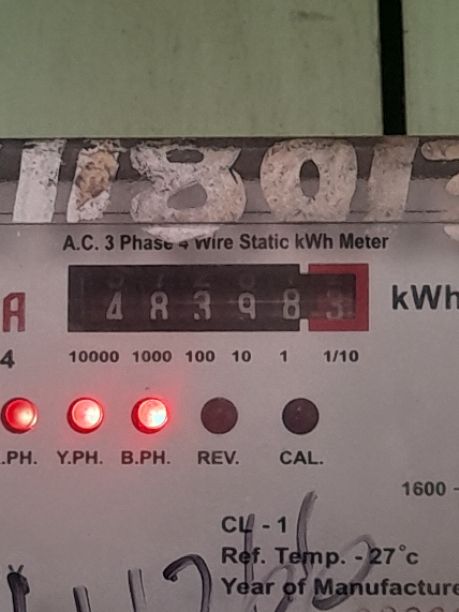 A.C. 3 Phase 4 Wire Static kWh Meter
48398 3 kWh
4 10000 1000 100 10 1 1/10
.PH. Y.PH. B.PH. REV. CAL.
1600 -
CL - 1
Ref. Temp. - 27°c
Year of Manufacture